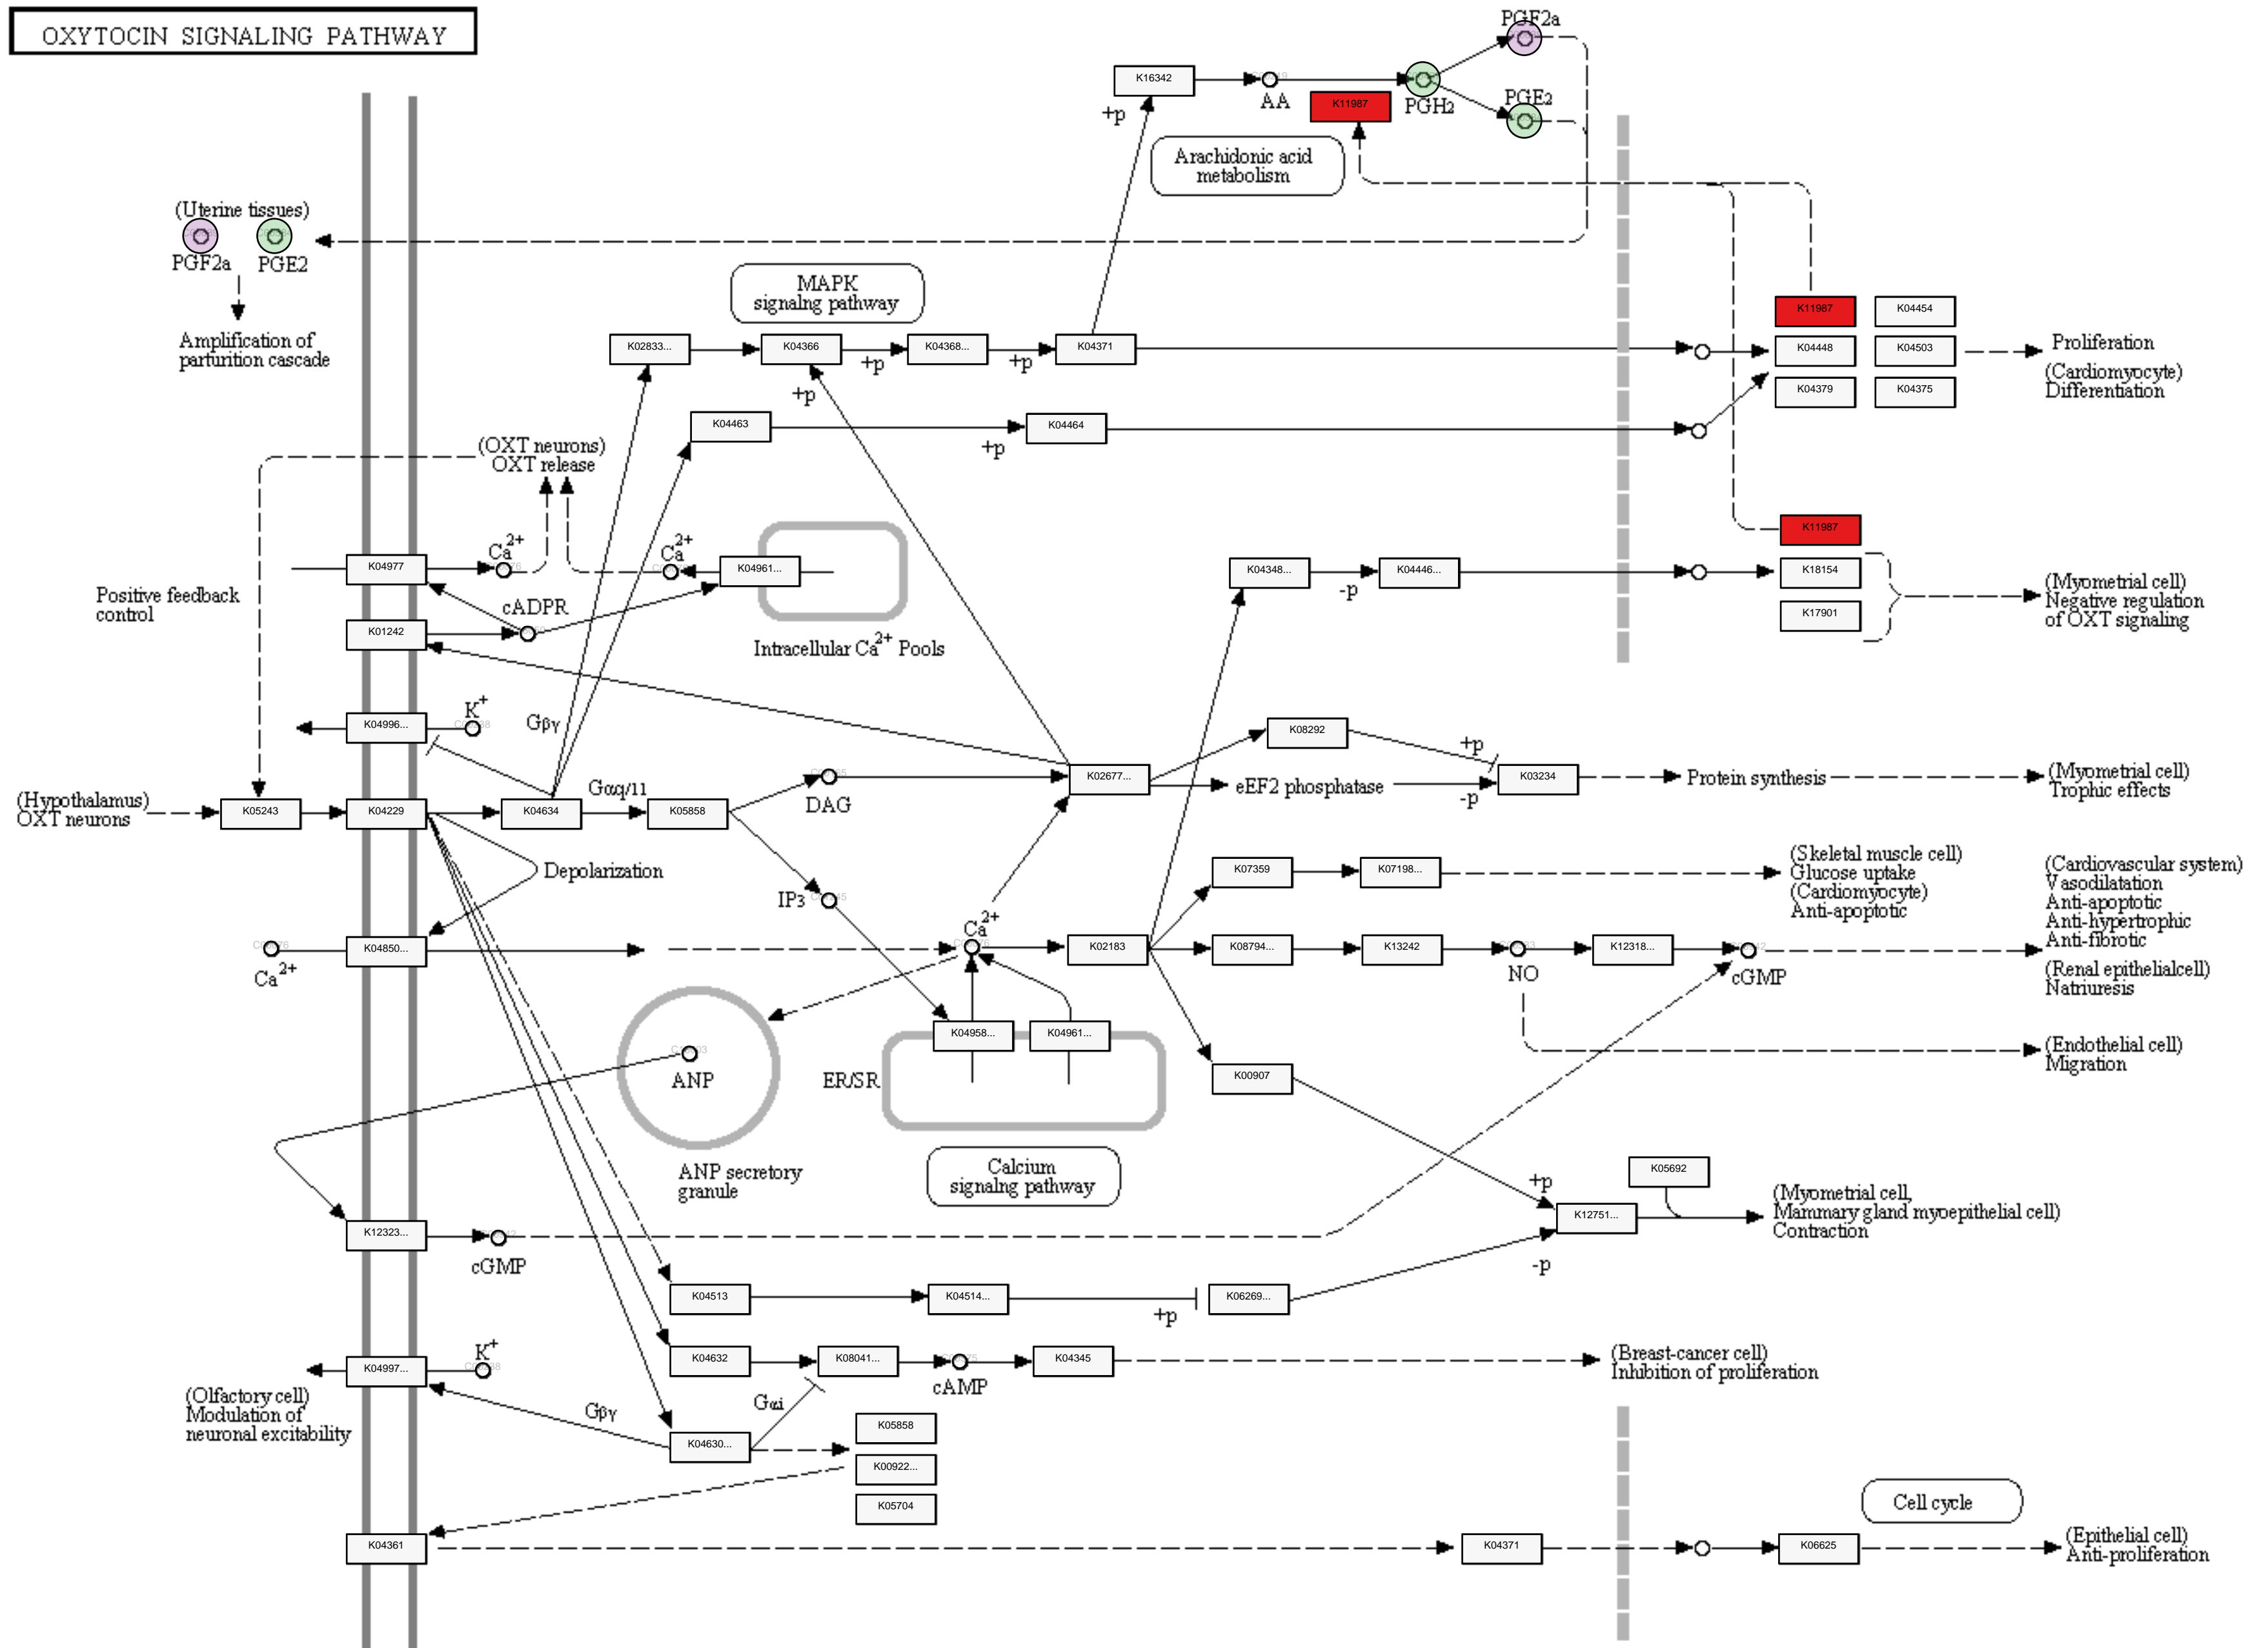 OXYTOCIN SIGNALING PATHWAY
PGF2a
K16342
AA
K11987
PGH2
PGE2
+p
Arachidonic acid
metabolism
(Uterine tissues)
PGF2a
PGE2
Amplification of
parturition cascade
MAPK
signalng pathway
K02833...
K04366
+p
K04368...
+p
K04371
+p
K11987
K04454
K04448
K04503
K04379
K04375
Proliferation
(Cardiomyocyte)
Differentiation
K04463
+p
K04464
(OXT neurons)
OXT release
K11987
K04977
Ca2+
Ca2+
K04961...
K04348...
-p
K04446...
K18154
K17901
(Myometrial cell)
Negative regulation
of OXT signaling
Positive feedback
control
cADPR
K01242
Intracellular Ca2+ Pools
K04996...
K+
Gβγ
K08292
+p
K02677...
eEF2 phosphatase
-p
K03234
Protein synthesis
(Myometrial cell)
Trophic effects
(Hypothalamus)
OXT neurons
K05243
K04229
K04634
Gαq/11
K05858
DAG
Depolarization
IP3
K07359
K07198...
(Skeletal muscle cell)
Glucose uptake
(Cardiomyocyte)
Anti-apoptotic
(Cardiovascular system)
Vasodilatation
Anti-apoptotic
Anti-hypertrophic
Anti-fibrotic
(Renal epithelialcell)
Natriuresis
Ca2+
K04850...
Ca2+
K02183
K08794...
K13242
NO
K12318...
cGMP
K04958...
K04961...
ANP
ER/SR
K00907
(Endothelial cell)
Migration
ANP secretory
granule
Calcium
signalng pathway
K05692
+p
K12751...
(Myometrial cell,
Mammary gland myoepithelial cell)
Contraction
-p
K12323...
cGMP
K04513
K04514...
+p
K06269...
K04997...
K+
K04632
K08041...
cAMP
K04345
(Breast-cancer cell)
Inhibition of proliferation
(Olfactory cell)
Modulation of
neuronal excitability
Gβγ
Gαi
K04630...
K05858
K00922...
K05704
Cell cycle
K04361
K04371
K06625
(Epithelial cell)
Anti-proliferation